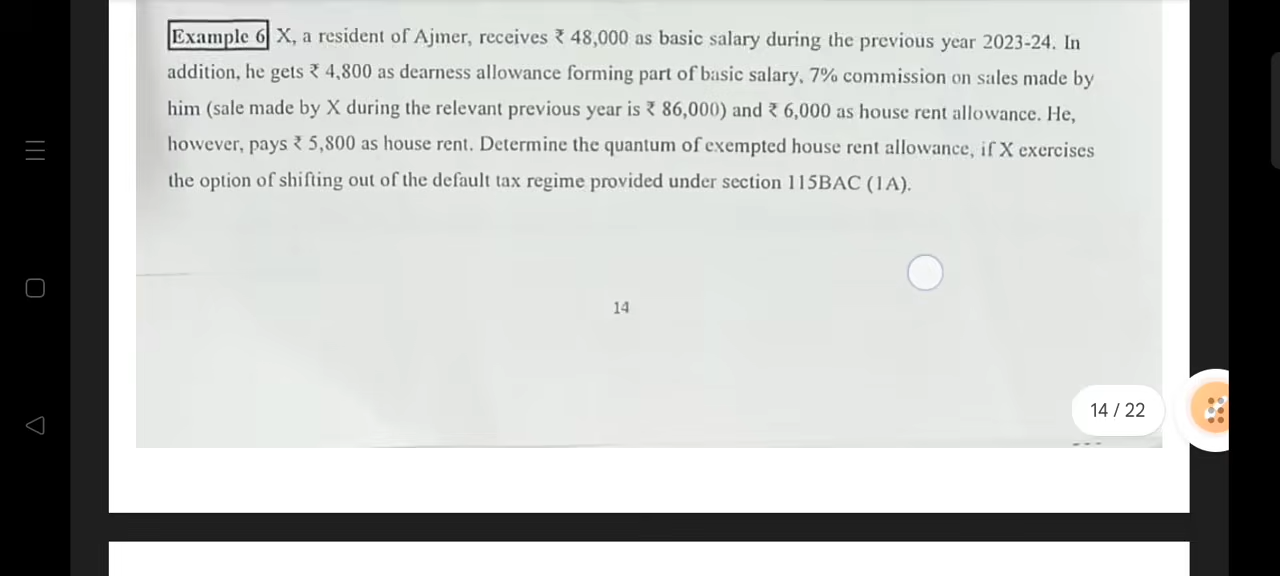 Example 6 X, a resident of Ajmer, receives ₹ 48,000 as basic salary during the previous year 2023-24. In
addition, he gets ₹ 4,800 as dearness allowance forming part of basic salary, 7% commission on sales made by
him (sale made by X during the relevant previous year is ₹ 86,000) and ₹ 6,000 as house rent allowance. He,
however, pays ₹ 5,800 as house rent. Determine the quantum of exempted house rent allowance, if X exercises
the option of shifting out of the default tax regime provided under section 115BAC (1A).
14
14 / 22